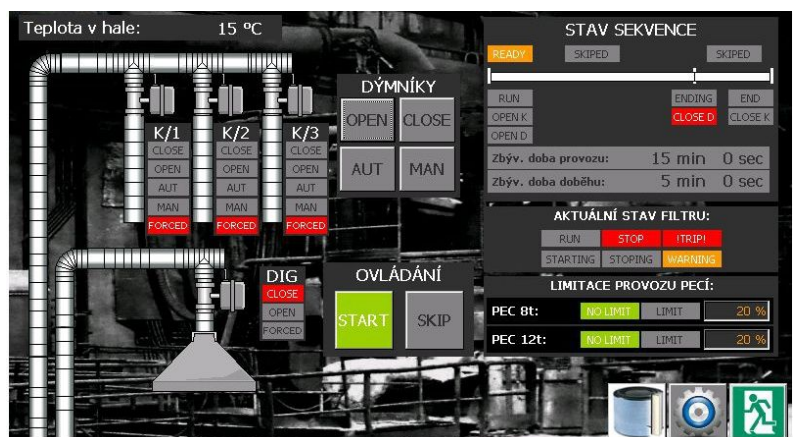 Teplota v hale: 15 ºC
K/1
CLOSE
OPEN
AUT
MAN
FORCED
K/2
CLOSE
OPEN
AUT
MAN
FORCED
K/3
CLOSE
OPEN
AUT
MAN
FORCED
DÝMNÍKY
OPEN CLOSE
AUT MAN
DIG
CLOSE
OPEN
FORCED
OVLÁDÁNÍ
START SKIP
STAV SEKVENCE
READY SKIPED SKIPED
RUN ENDING END
OPEN K CLOSE D CLOSE K
OPEN D
Zbýv. doba provozu: 15 min 0 sec
Zbýv. doba doběhu: 5 min 0 sec
AKTUÁLNÍ STAV FILTRU:
RUN STOP !TRIP!
STARTING STOPING WARNING
LIMITACE PROVOZU PECÍ:
PEC 8t: NO LIMIT LIMIT 20 %
PEC 12t: NO LIMIT LIMIT 20 %